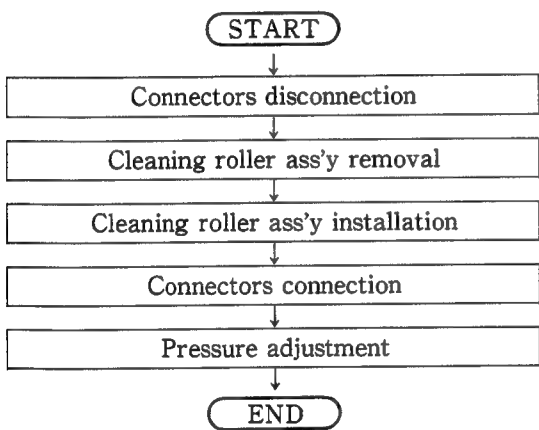 START
Connectors disconnection
Cleaning roller ass'y removal
Cleaning roller ass'y installation
Connectors connection
Pressure adjustment
END